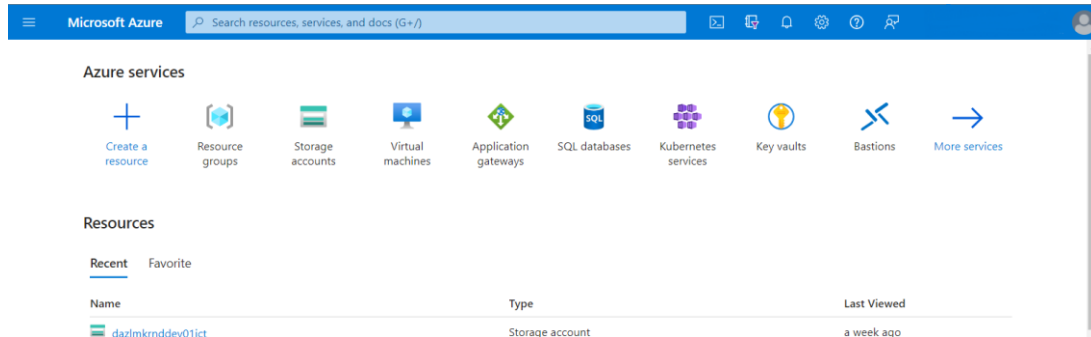 Microsoft Azure
Search resources, services, and docs (G+/)
Azure services
Create a resource
Resource groups
Storage accounts
Virtual machines
Application gateways
SQL databases
Kubernetes services
Key vaults
Bastions
More services
SQL
Resources
Recent Favorite
Name Type Last Viewed
dazlmkrnddev01ict Storage account a week ago